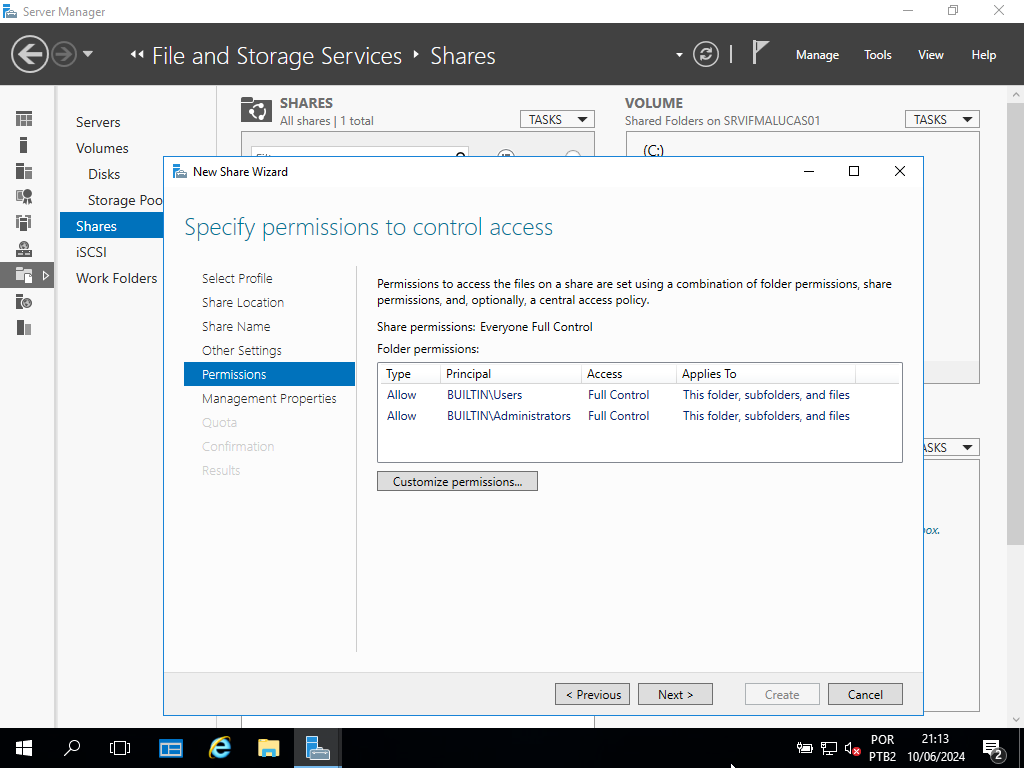 Server Manager
File and Storage Services
Shares
Manage
Tools
View
Help
Servers
Volumes
Disks
Storage Poo
Shares
iSCSI
Work Folders
SHARES
All shares | 1 total
TASKS
VOLUME
Shared Folders on SRVIFMALUCAS01
TASKS
(C:)
New Share Wizard
Specify permissions to control access
Select Profile
Share Location
Share Name
Other Settings
Permissions
Management Properties
Quota
Confirmation
Results
Permissions to access the files on a share are set using a combination of folder permissions, share
permissions, and, optionally, a central access policy.
Share permissions: Everyone Full Control
Folder permissions:
Type Principal Access Applies To
Allow BUILTIN\Users Full Control This folder, subfolders, and files
Allow BUILTIN\Administrators Full Control This folder, subfolders, and files
Customize permissions...
ASKS
box.
< Previous
Next >
Create
Cancel
POR
PTB2
21:13
10/06/2024
2